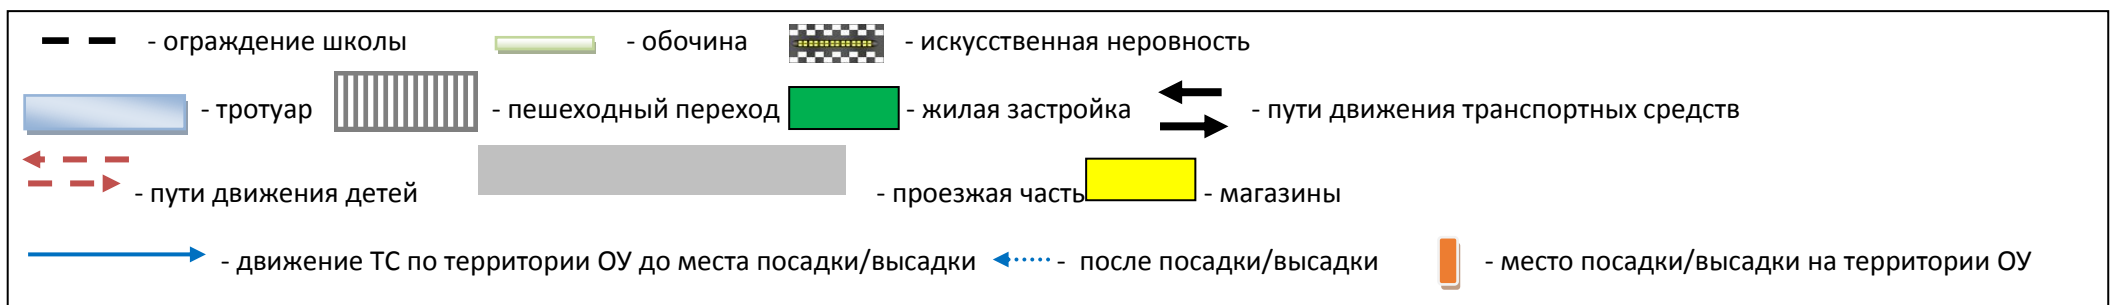 - ограждение школы - обочина - искусственная неровность
- тротуар - пешеходный переход - жилая застройка - пути движения транспортных средств
- пути движения детей - проезжая часть - магазины
- движение ТС по территории ОУ до места посадки/высадки - после посадки/высадки - место посадки/высадки на территории ОУ